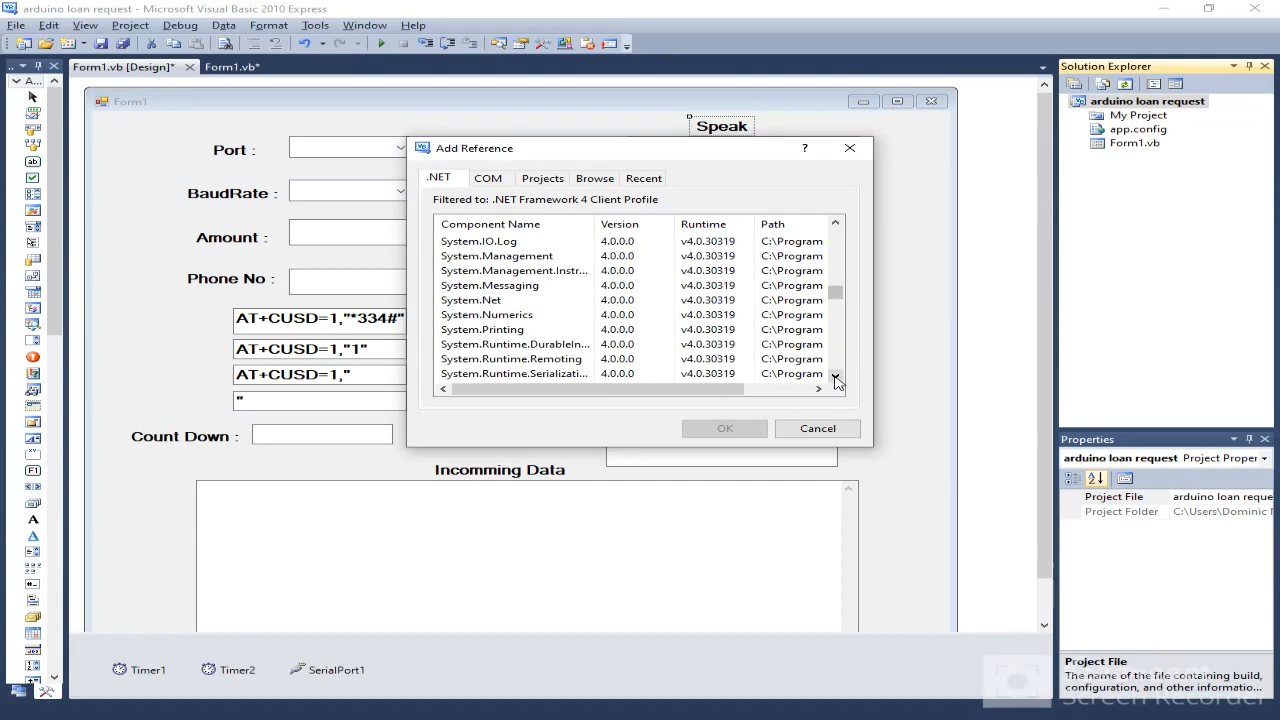 arduino loan request - Microsoft Visual Basic 2010 Express
File Edit View Project Debug Data Format Tools Window Help
Form1.vb [Design]* Form1.vb*
Solution Explorer
A...
Form1
arduino loan request
My Project
app.config
Form1.vb
Speak
Port :
BaudRate :
Amount :
Phone No :
AT+CUSD=1,"*334#"
AT+CUSD=1,"1"
AT+CUSD=1,"
"
Count Down :
Incomming Data
Add Reference
?
.NET COM Projects Browse Recent
Filtered to: .NET Framework 4 Client Profile
Component Name Version Runtime Path
System.IO.Log 4.0.0.0 v4.0.30319 C:\Program
System.Management 4.0.0.0 v4.0.30319 C:\Program
System.Management.Instr... 4.0.0.0 v4.0.30319 C:\Program
System.Messaging 4.0.0.0 v4.0.30319 C:\Program
System.Net 4.0.0.0 v4.0.30319 C:\Program
System.Numerics 4.0.0.0 v4.0.30319 C:\Program
System.Printing 4.0.0.0 v4.0.30319 C:\Program
System.Runtime.DurableIn... 4.0.0.0 v4.0.30319 C:\Program
System.Runtime.Remoting 4.0.0.0 v4.0.30319 C:\Program
System.Runtime.Serializati... 4.0.0.0 v4.0.30319 C:\Program
OK Cancel
Properties
arduino loan request Project Proper
Project File arduino loan reque
Project Folder C:\Users\Dominic
Timer1 Timer2 SerialPort1
Project File
The name of the file containing build,
configuration, and other informatio...
Screen Recorder